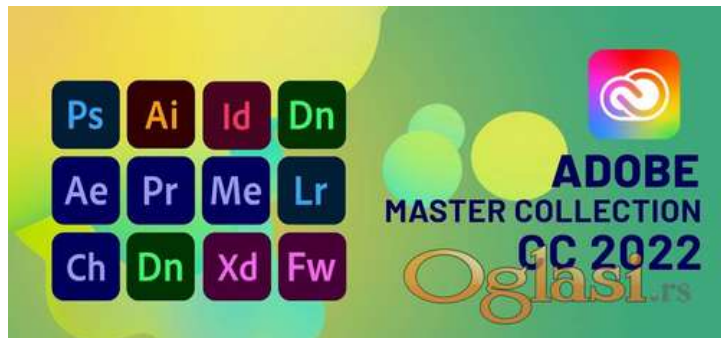 Ps Ai Id Dn
Ae Pr Me Lr
Ch Dn Xd Fw
ADOBE
MASTER COLLECTION
CC 2022
Oglasi.rs